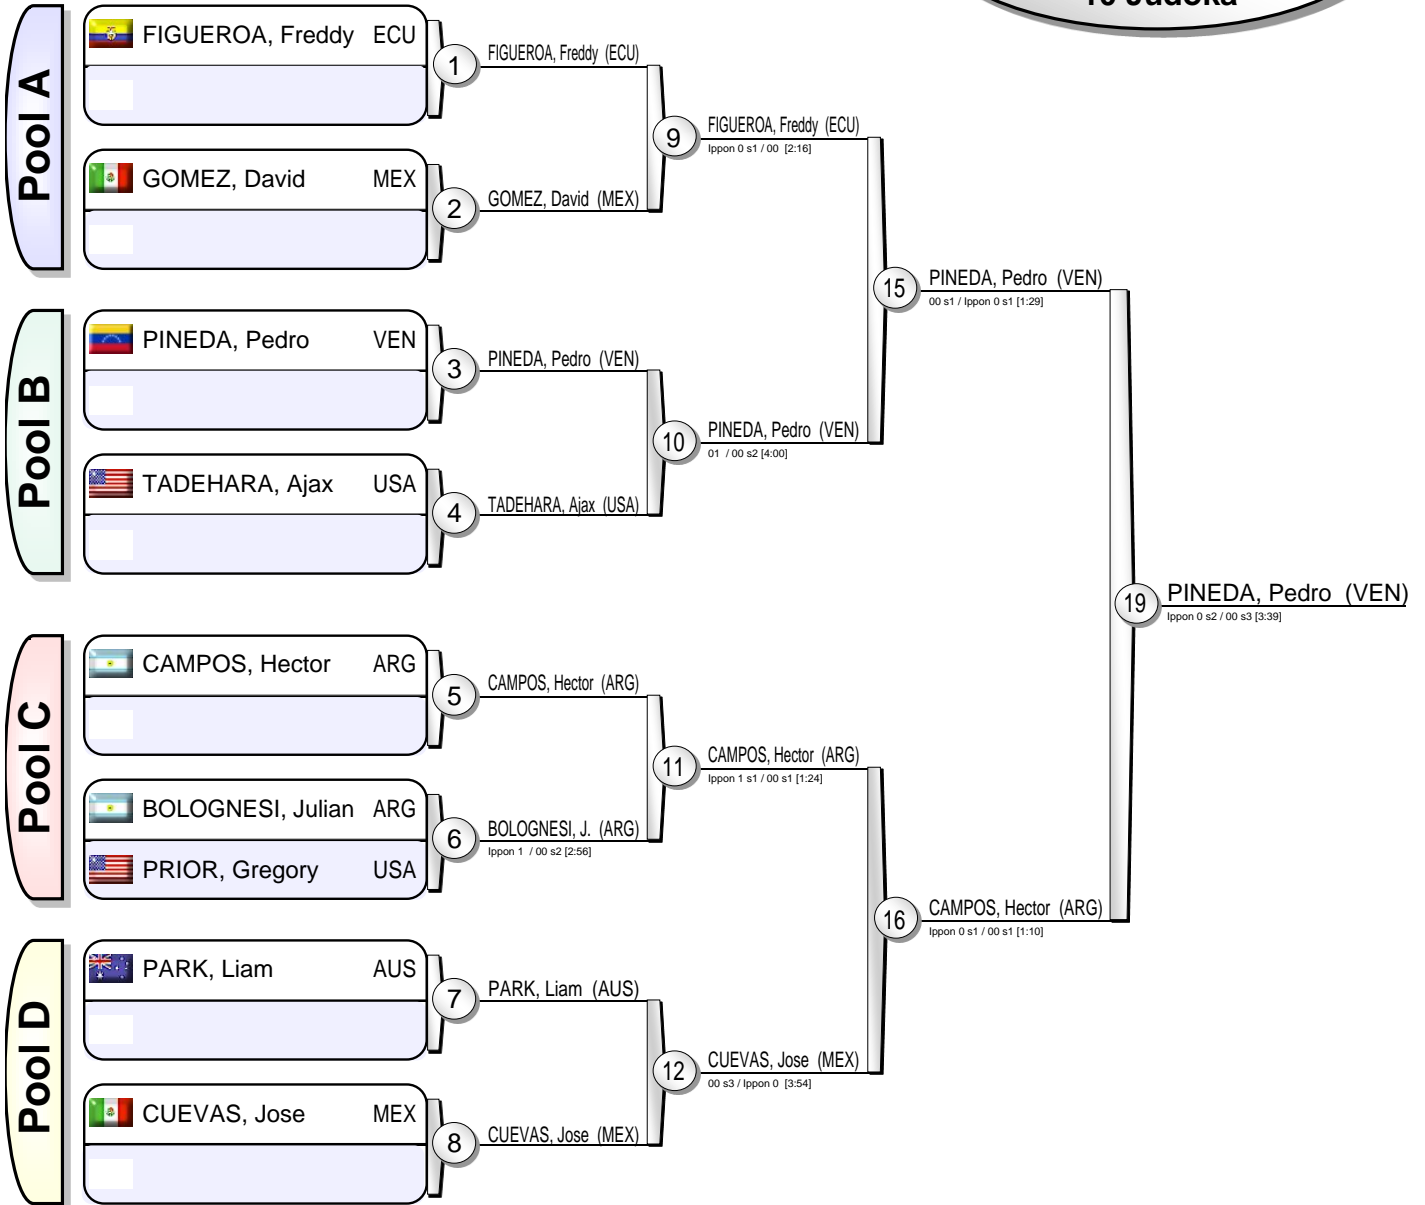 Pool A
FIGUEROA, Freddy ECU
GOMEZ, David MEX
1
FIGUEROA, Freddy (ECU)
2
GOMEZ, David (MEX)
9
FIGUEROA, Freddy (ECU)
Ippon 0 s1 / 00 [2:16]
Pool B
PINEDA, Pedro VEN
TADEHARA, Ajax USA
3
PINEDA, Pedro (VEN)
4
TADEHARA, Ajax (USA)
10
PINEDA, Pedro (VEN)
01 / 00 s2 [4:00]
15
PINEDA, Pedro (VEN)
00 s1 / Ippon 0 s1 [1:29]
Pool C
CAMPOS, Hector ARG
BOLOGNESI, Julian ARG
PRIOR, Gregory USA
5
CAMPOS, Hector (ARG)
6
BOLOGNESI, J. (ARG)
Ippon 1 / 00 s2 [2:56]
11
CAMPOS, Hector (ARG)
Ippon 1 s1 / 00 s1 [1:24]
Pool D
PARK, Liam AUS
CUEVAS, Jose MEX
7
PARK, Liam (AUS)
8
CUEVAS, Jose (MEX)
12
CUEVAS, Jose (MEX)
00 s3 / Ippon 0 [3:54]
16
CAMPOS, Hector (ARG)
Ippon 0 s1 / 00 s1 [1:10]
19
PINEDA, Pedro (VEN)
Ippon 0 s2 / 00 s3 [3:39]